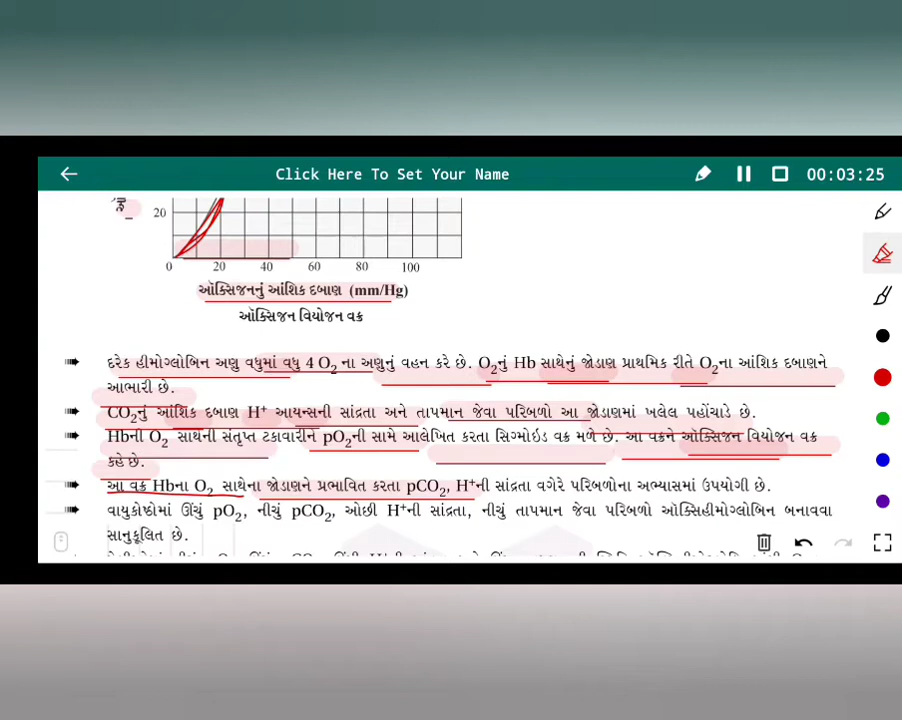 Click Here To Set Your Name
00:03:25
20
0 20 40 60 80 100
ઑક્સિજનનું આંશિક દબાણ (mm/Hg)
ઑક્સિજન વિયોજન વક્ર
➠ દરેક હીમોગ્લોબિન અણુ વધુમાં વધુ 4 O₂ ના અણુનું વહન કરે છે. O₂નું Hb સાથેનું જોડાણ પ્રાથમિક રીતે O₂ના આંશિક દબાણને
આભારી છે.
➠ CO₂નું આંશિક દબાણ H⁺ આયન્સની સાંદ્રતા અને તાપમાન જેવા પરિબળો આ જોડાણમાં ખલેલ પહોંચાડે છે.
➠ Hbની O₂ સાથેની સંતૃપ્ત ટકાવારીને pO₂ની સામે આલેખિત કરતા સિગ્મોઇડ વક્ર મળે છે. આ વક્રને ઑક્સિજન વિયોજન વક્ર
કહે છે.
➠ આ વક્ર Hbના O₂ સાથેના જોડાણને પ્રભાવિત કરતા pCO₂, H⁺ની સાંદ્રતા વગેરે પરિબળોના અભ્યાસમાં ઉપયોગી છે.
➠ વાયુકોષ્ઠોમાં ઊંચું pO₂, નીચું pCO₂, ઓછી H⁺ની સાંદ્રતા, નીચું તાપમાન જેવા પરિબળો ઑક્સિહીમોગ્લોબિન બનાવવા
સાનુકૂલિત છે.